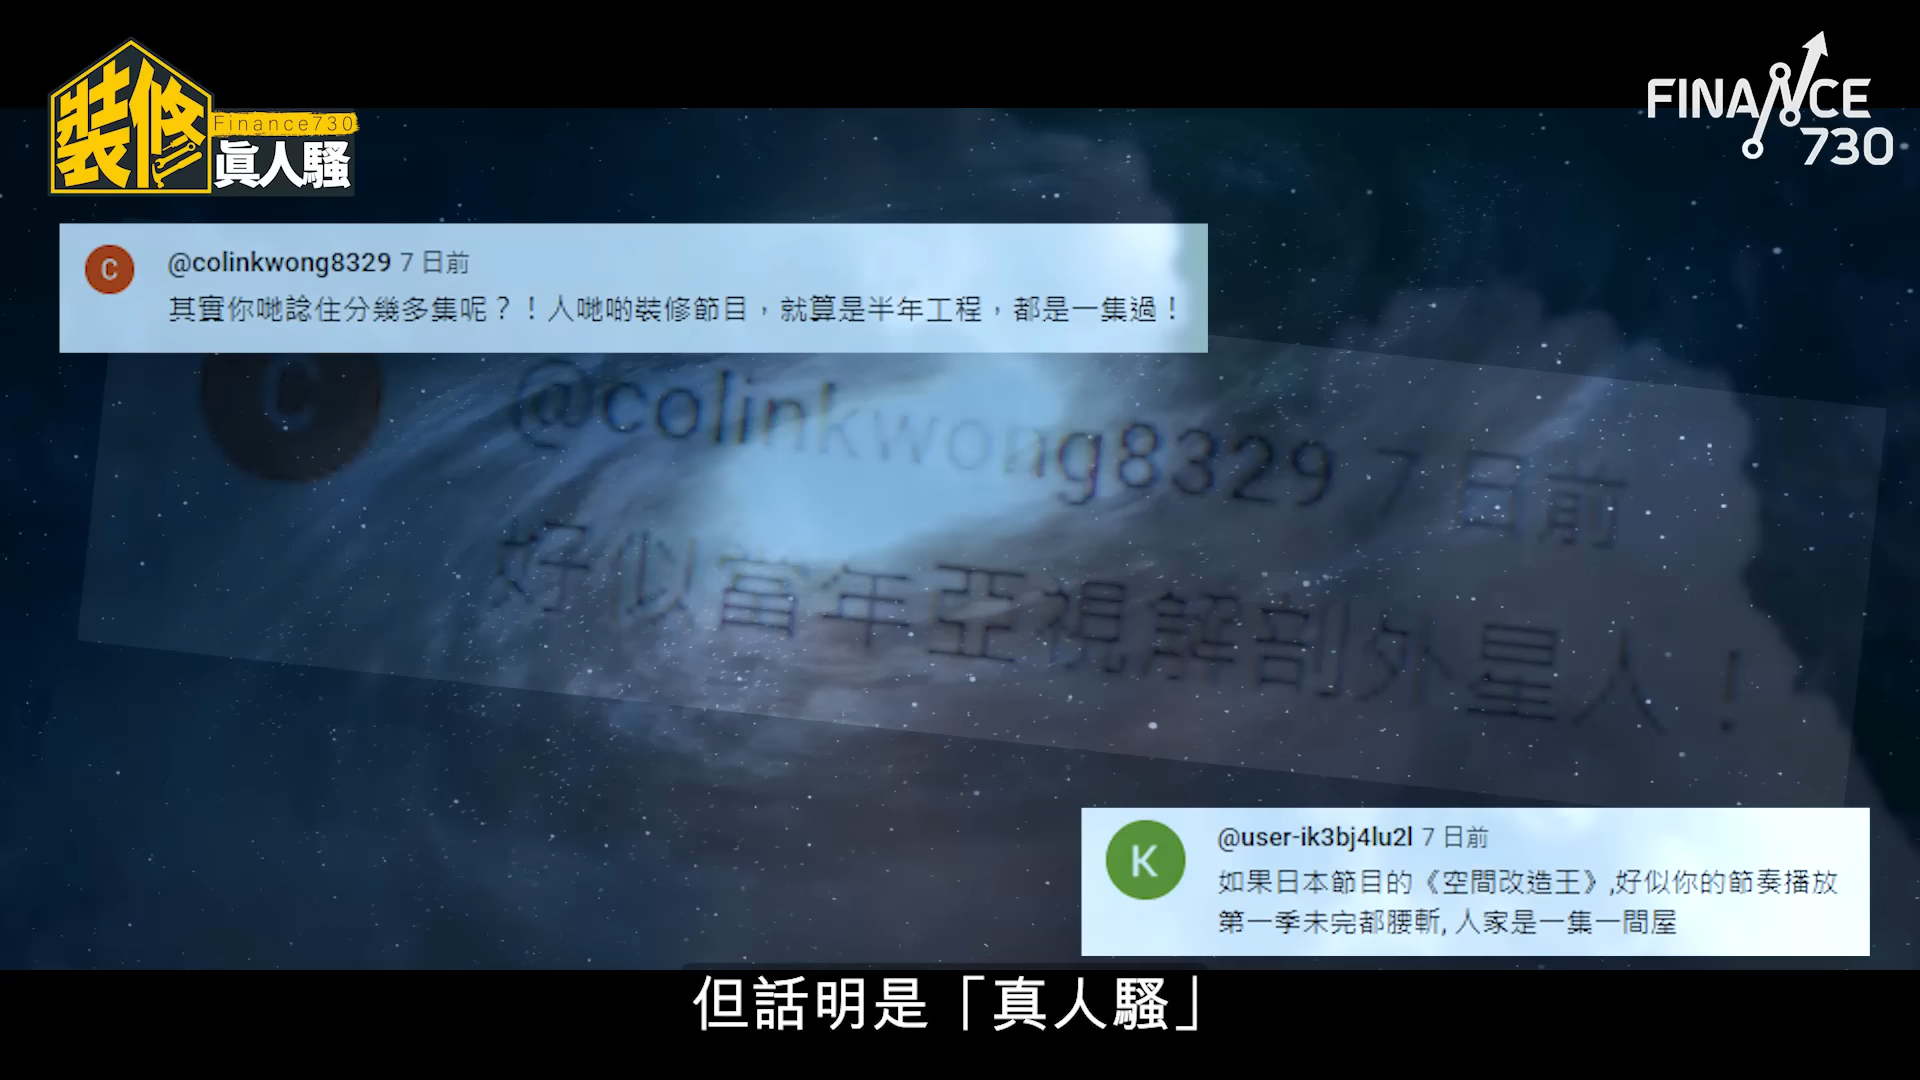 裝修
Finance730
真人騷
FINANCE
730
C
@colinkwong8329 7 日前
其實你哋諗住分幾多集呢？！人哋啲裝修節目，就算是半年工程，都是一集過！
C
@colinkwong8329 7 日前
好似當年亞視解剖外星人！
K
@user-ik3bj4lu2l 7 日前
如果日本節目的《空間改造王》,好似你的節奏播放
第一季未完都腰斬, 人家是一集一間屋
但話明是「真人騷」